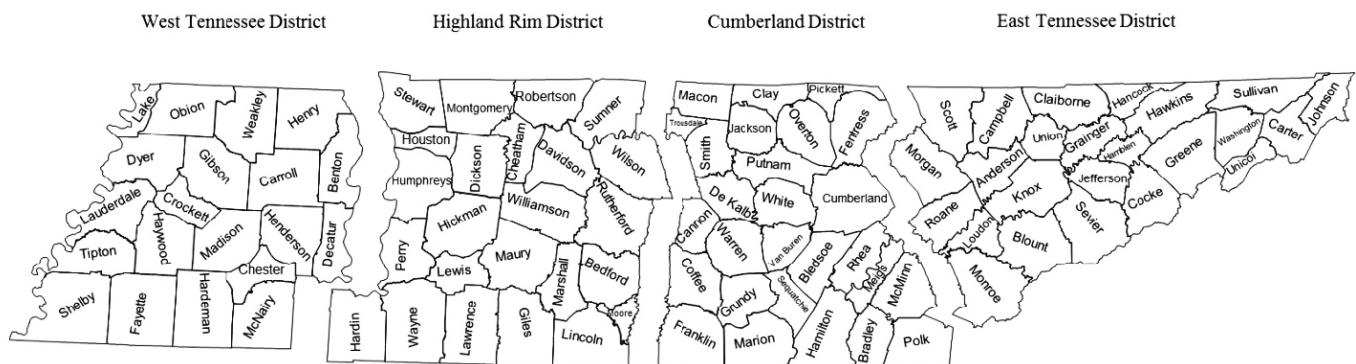 West Tennessee District
Highland Rim District
Cumberland District
East Tennessee District
Lake
Obion
Weakley
Henry
Dyer
Gibson
Carroll
Benton
Lauderdale
Crockett
Haywood
Madison
Henderson
Decatur
Tipton
Chester
Shelby
Fayette
Hardeman
McNairy
Stewart
Montgomery
Robertson
Sumner
Houston
Dickson
Cheatham
Davidson
Wilson
Humphreys
Hickman
Williamson
Rutherford
Perry
Lewis
Maury
Marshall
Bedford
Moore
Hardin
Wayne
Lawrence
Giles
Lincoln
Macon
Clay
Pickett
Trousdale
Jackson
Overton
Fentress
Smith
Putnam
De Kalb
White
Cumberland
Cannon
Warren
Van Buren
Bledsoe
Rhea
Meigs
McMinn
Coffee
Grundy
Sequatchie
Franklin
Marion
Hamilton
Bradley
Polk
Scott
Campbell
Claiborne
Hancock
Hawkins
Sullivan
Johnson
Union
Grainger
Hamblen
Greene
Washington
Carter
Unicoi
Morgan
Anderson
Knox
Jefferson
Cocke
Roane
Loudon
Blount
Sevier
Monroe